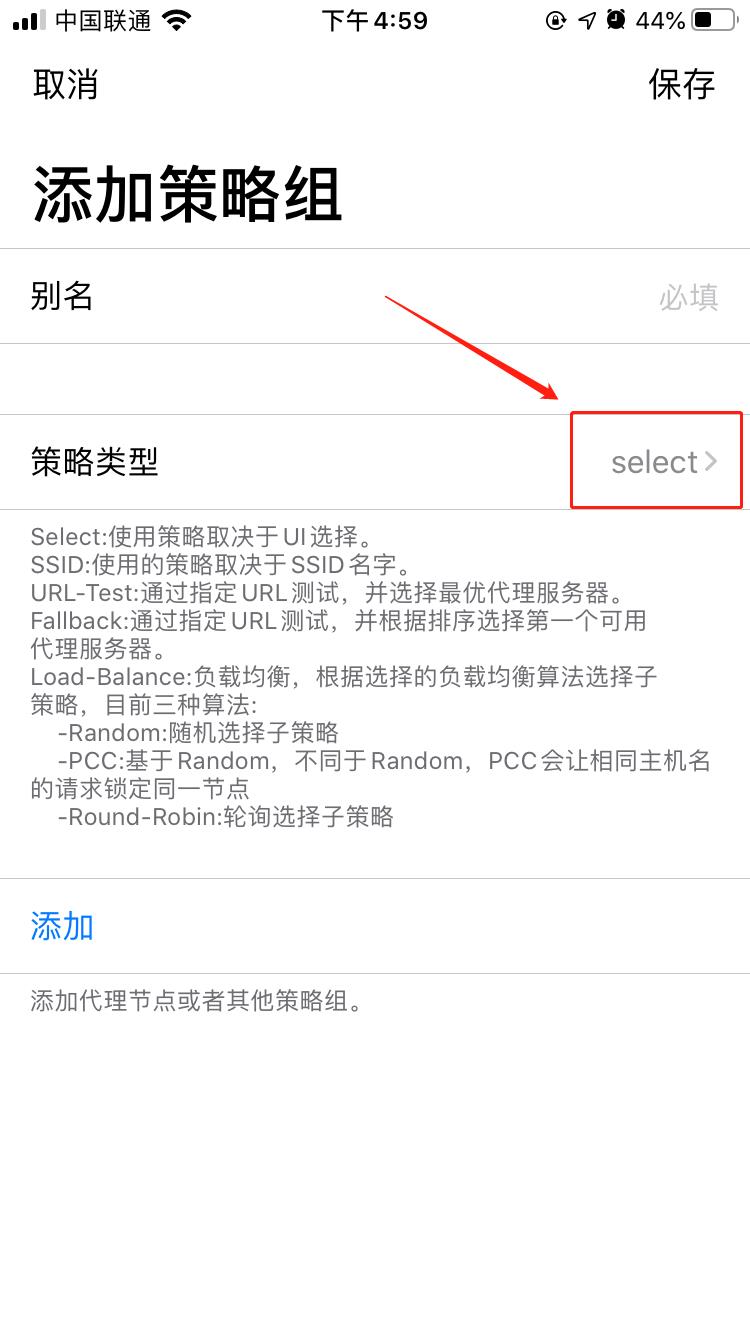 中国联通 下午4:59 44%
取消 保存
添加策略组
别名 必填
策略类型 select
Select:使用策略取决于UI选择。
SSID:使用的策略取决于SSID名字。
URL-Test:通过指定URL测试，并选择最优代理服务器。
Fallback:通过指定URL测试，并根据排序选择第一个可用
代理服务器。
Load-Balance:负载均衡，根据选择的负载均衡算法选择子
策略，目前三种算法:
-Random:随机选择子策略
-PCC:基于Random，不同于Random，PCC会让相同主机名
的请求锁定同一节点
-Round-Robin:轮询选择子策略
添加
添加代理节点或者其他策略组。